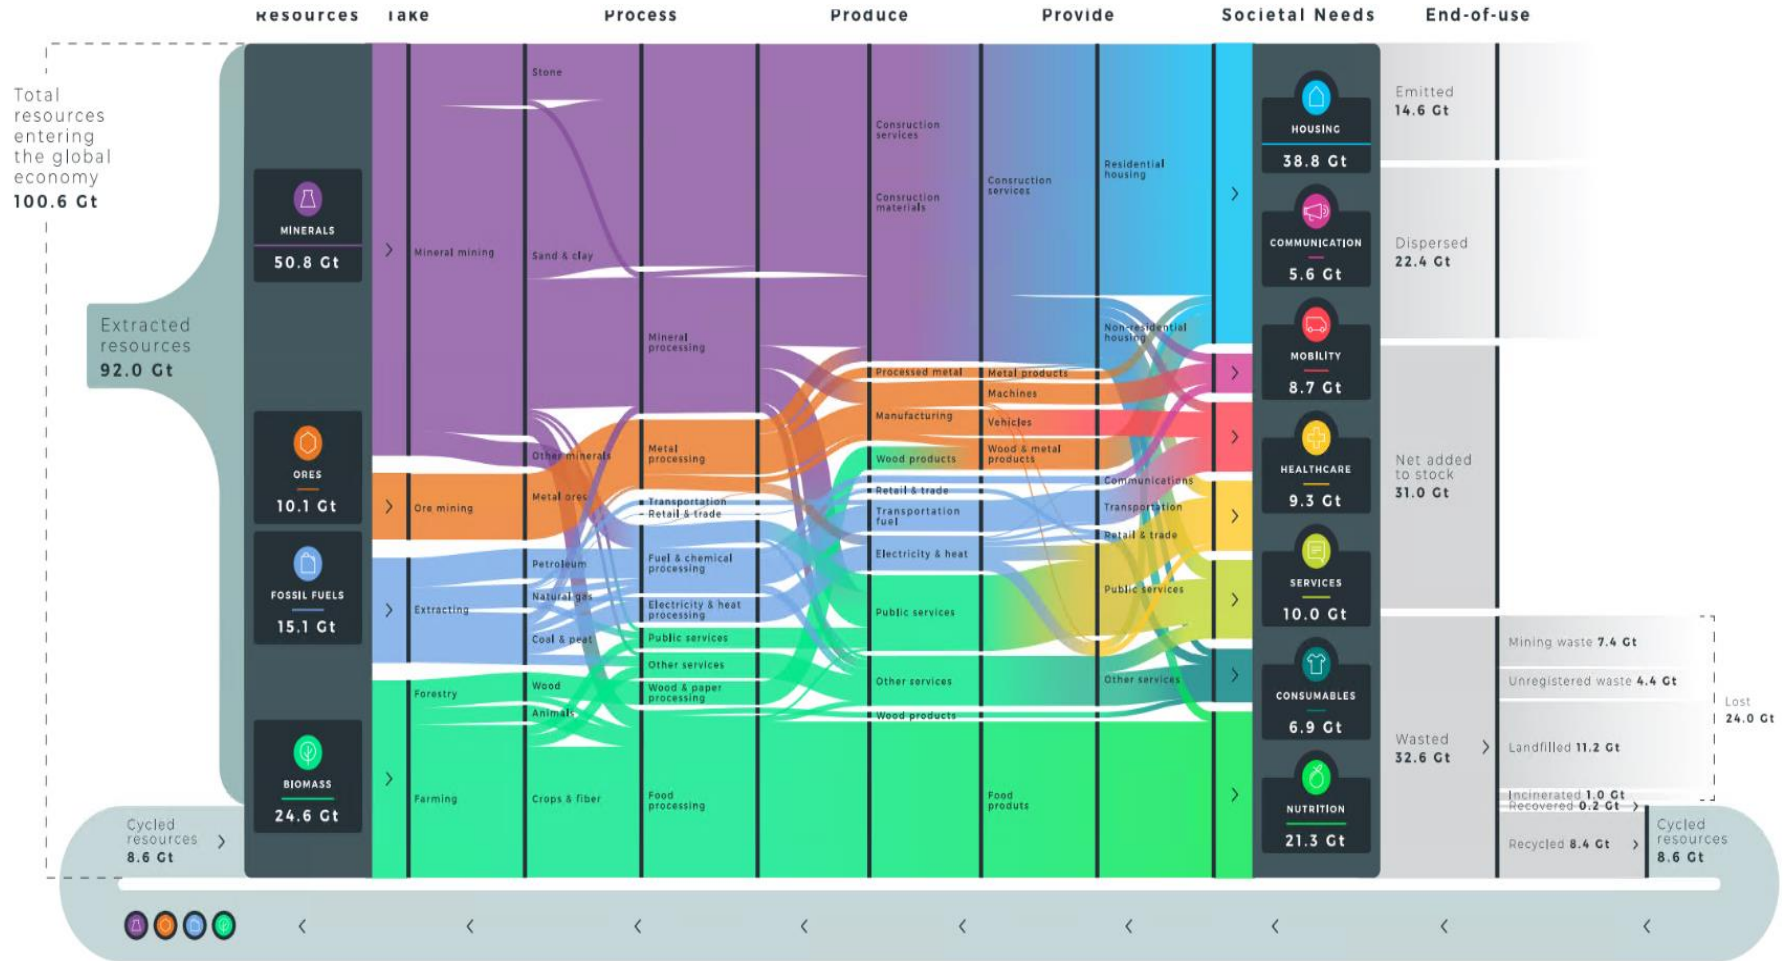 Resources
Take
Process
Produce
Provide
Societal Needs
End-of-use
Total
resources
entering
the global
economy
100.6 Gt
Extracted
resources
92.0 Gt
Cycled
resources
8.6 Gt
MINERALS
50.8 Gt
ORES
10.1 Gt
FOSSIL FUELS
15.1 Gt
BIOMASS
24.6 Gt
Mineral mining
Ore mining
Extracting
Forestry
Farming
Stone
Sand & clay
Other minerals
Metal ores
Petroleum
Natural gas
Coal & peat
Wood
Animals
Crops & fiber
Mineral
processing
Metal
processing
Transportation
Retail & trade
Fuel & chemical
processing
Electricity & heat
processing
Public services
Other services
Wood & paper
processing
Food
processing
Consruction
services
Consruction
materials
Processed metal
Manufacturing
Wood products
Retail & trade
Transportation
fuel
Electricity & heat
Public services
Other services
Wood products
Consruction
services
Metal products
Machines
Vehicles
Wood & metal
products
Food
produts
Residential
housing
Non-residential
housing
Communications
Transportation
Retail & trade
Public services
Other services
HOUSING
38.8 Gt
COMMUNICATION
5.6 Gt
MOBILITY
8.7 Gt
HEALTHCARE
9.3 Gt
SERVICES
10.0 Gt
CONSUMABLES
6.9 Gt
NUTRITION
21.3 Gt
Emitted
14.6 Gt
Dispersed
22.4 Gt
Net added
to stock
31.0 Gt
Wasted
32.6 Gt
Mining waste 7.4 Gt
Unregistered waste 4.4 Gt
Landfilled 11.2 Gt
Incinerated 1.0 Gt
Recovered 0.2 Gt
Recycled 8.4 Gt
Lost
24.0 Gt
Cycled
resources
8.6 Gt